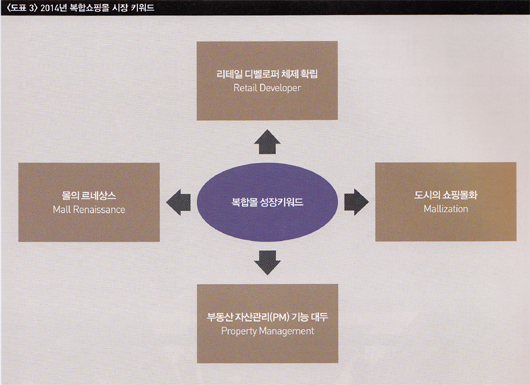 <도표 3> 2014년 복합쇼핑몰 시장 키워드
리테일 디벨로퍼 체제 확립
Retail Developer
몰의 르네상스
Mall Renaissance
복합몰 성장키워드
도시의 쇼핑몰화
Mallization
부동산 자산관리(PM) 기능 대두
Property Management